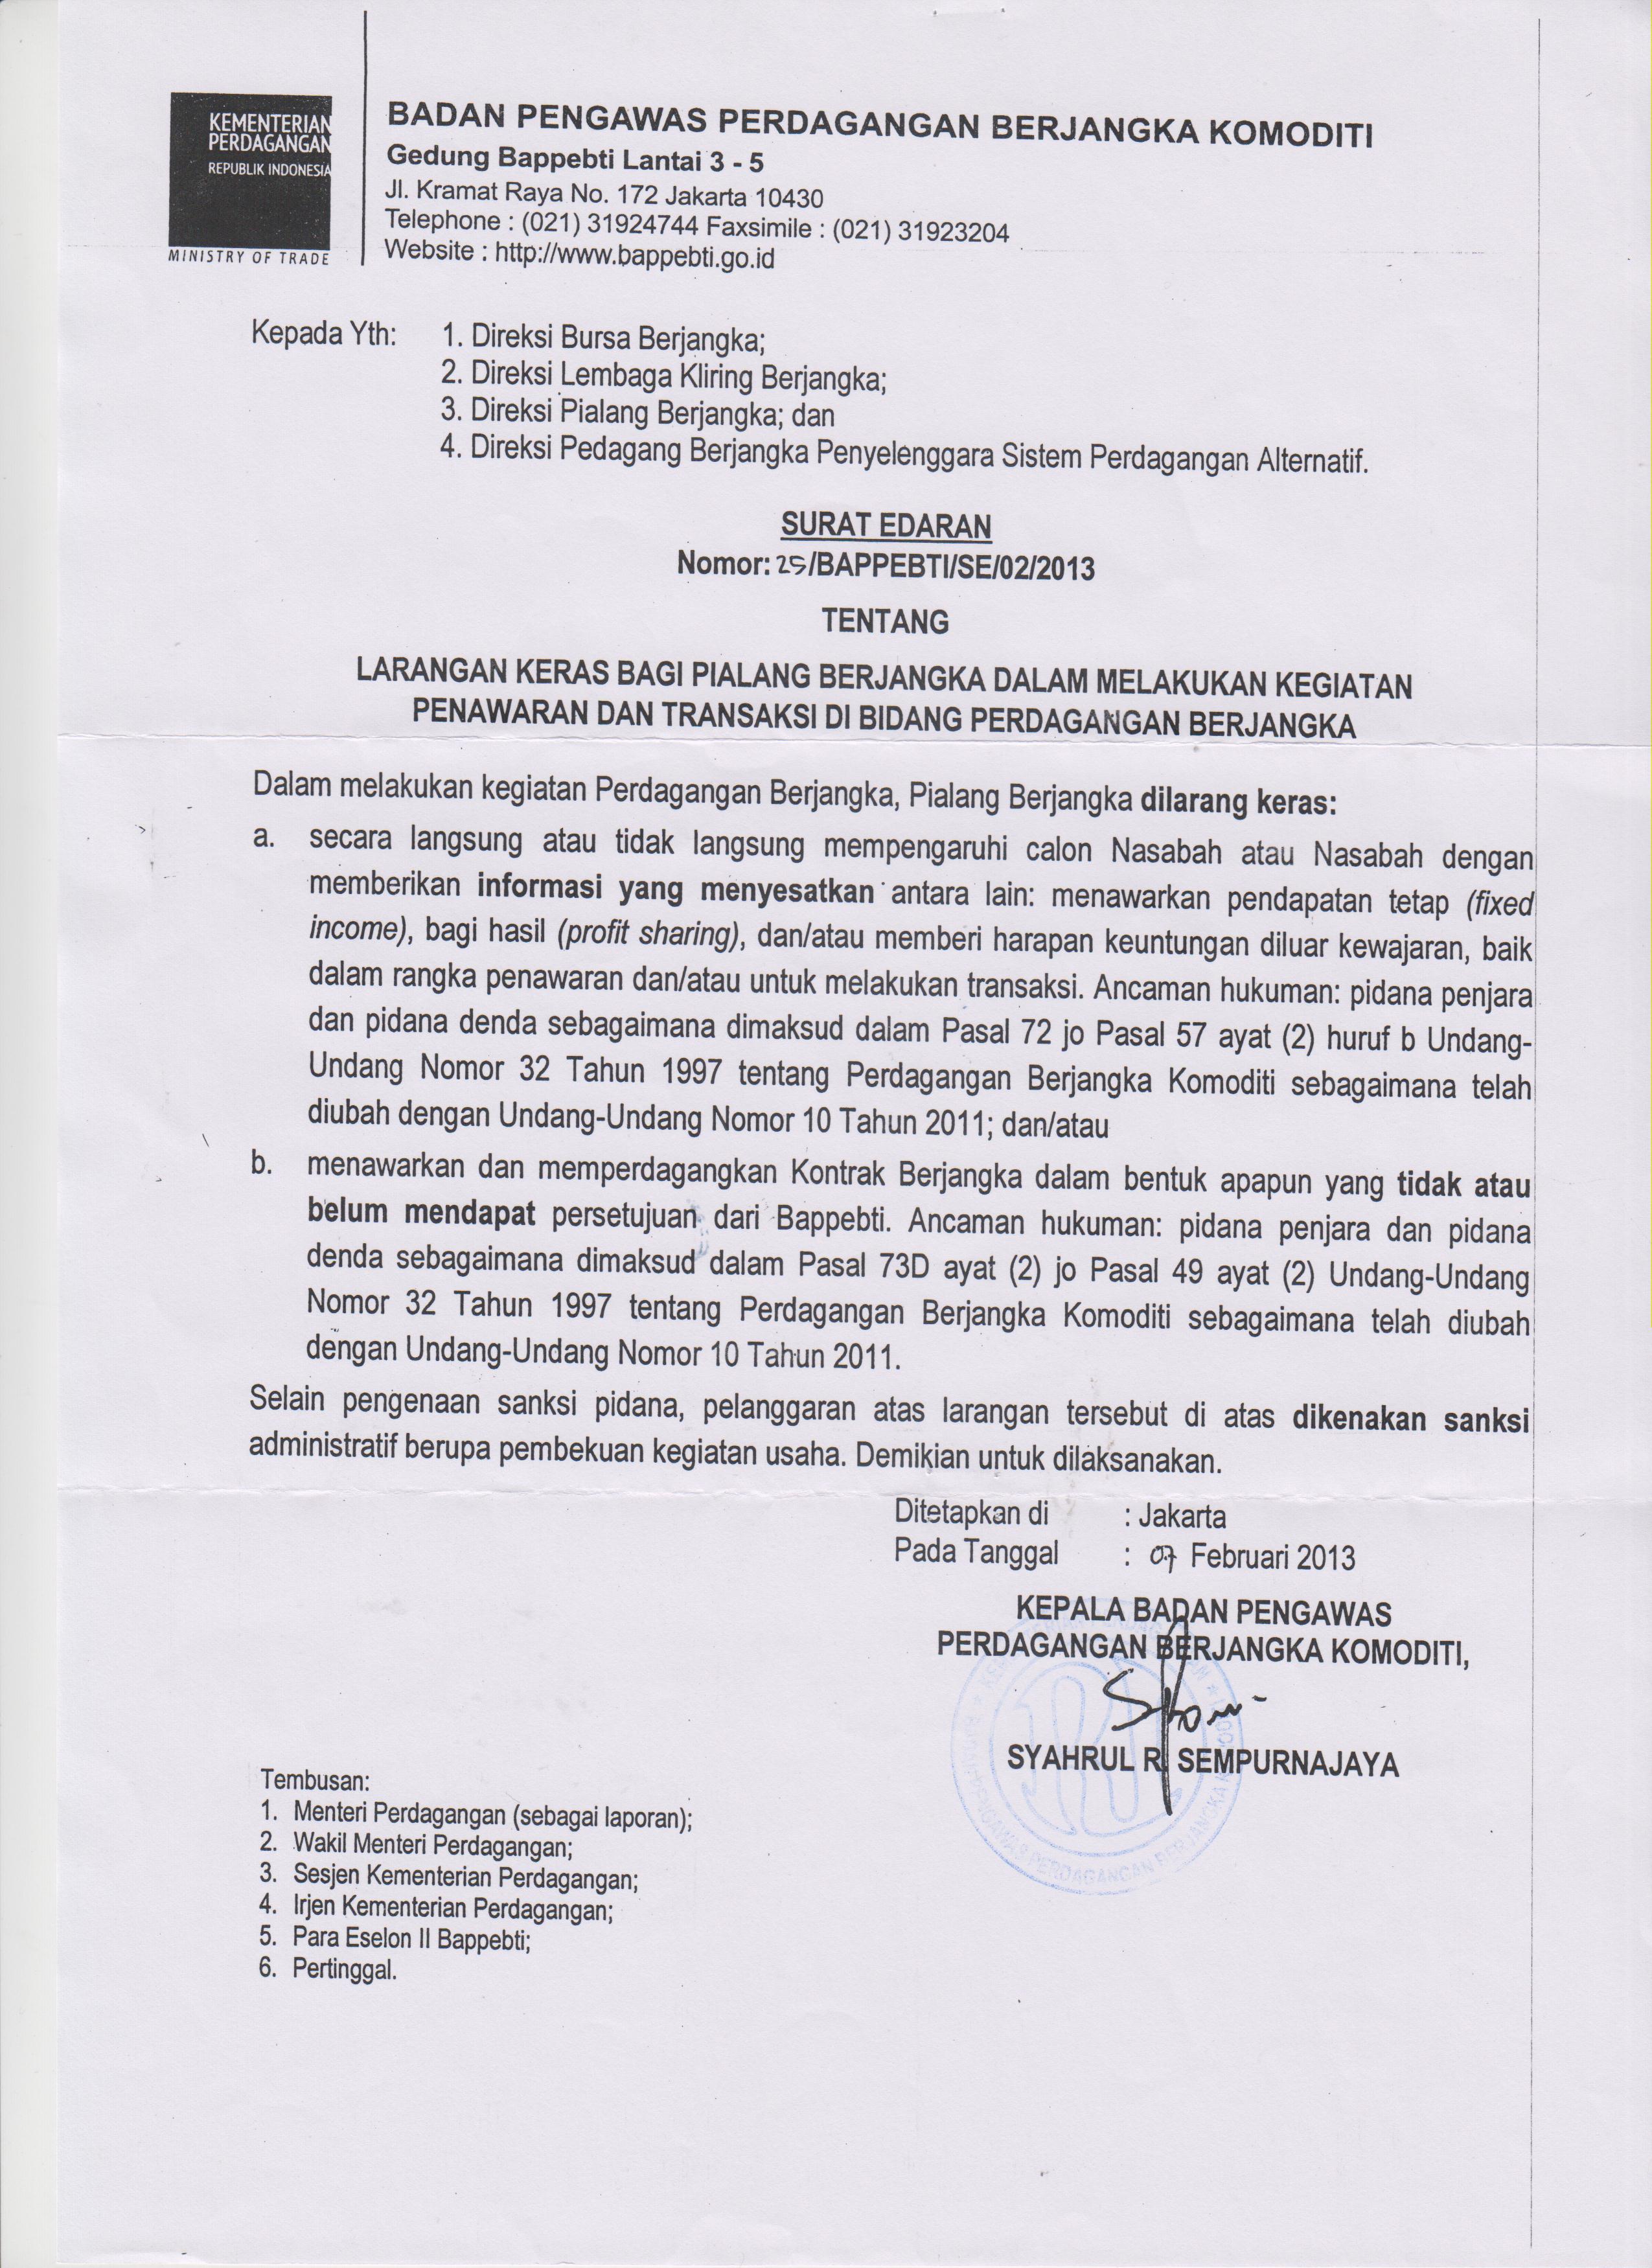 KEMENTERIAN
PERDAGANGAN
REPUBLIK INDONESIA
MINISTRY OF TRADE
BADAN PENGAWAS PERDAGANGAN BERJANGKA KOMODITI
Gedung Bappebti Lantai 3 - 5
Jl. Kramat Raya No. 172 Jakarta 10430
Telephone : (021) 31924744 Faxsimile : (021) 31923204
Website : http://www.bappebti.go.id
Kepada Yth: 1. Direksi Bursa Berjangka;
2. Direksi Lembaga Kliring Berjangka;
3. Direksi Pialang Berjangka; dan
4. Direksi Pedagang Berjangka Penyelenggara Sistem Perdagangan Alternatif.
SURAT EDARAN
Nomor: 25/BAPPEBTI/SE/02/2013
TENTANG
LARANGAN KERAS BAGI PIALANG BERJANGKA DALAM MELAKUKAN KEGIATAN
PENAWARAN DAN TRANSAKSI DI BIDANG PERDAGANGAN BERJANGKA
Dalam melakukan kegiatan Perdagangan Berjangka, Pialang Berjangka dilarang keras:
a. secara langsung atau tidak langsung mempengaruhi calon Nasabah atau Nasabah dengan
memberikan informasi yang menyesatkan antara lain: menawarkan pendapatan tetap (fixed
income), bagi hasil (profit sharing), dan/atau memberi harapan keuntungan diluar kewajaran, baik
dalam rangka penawaran dan/atau untuk melakukan transaksi. Ancaman hukuman: pidana penjara
dan pidana denda sebagaimana dimaksud dalam Pasal 72 jo Pasal 57 ayat (2) huruf b Undang-
Undang Nomor 32 Tahun 1997 tentang Perdagangan Berjangka Komoditi sebagaimana telah
diubah dengan Undang-Undang Nomor 10 Tahun 2011; dan/atau
b. menawarkan dan memperdagangkan Kontrak Berjangka dalam bentuk apapun yang tidak atau
belum mendapat persetujuan dari Bappebti. Ancaman hukuman: pidana penjara dan pidana
denda sebagaimana dimaksud dalam Pasal 73D ayat (2) jo Pasal 49 ayat (2) Undang-Undang
Nomor 32 Tahun 1997 tentang Perdagangan Berjangka Komoditi sebagaimana telah diubah
dengan Undang-Undang Nomor 10 Tahun 2011.
Selain pengenaan sanksi pidana, pelanggaran atas larangan tersebut di atas dikenakan sanksi
administratif berupa pembekuan kegiatan usaha. Demikian untuk dilaksanakan.
Ditetapkan di : Jakarta
Pada Tanggal : 07 Februari 2013
KEPALA BADAN PENGAWAS
PERDAGANGAN BERJANGKA KOMODITI,
SYAHRUL R. SEMPURNAJAYA
Tembusan:
1. Menteri Perdagangan (sebagai laporan);
2. Wakil Menteri Perdagangan;
3. Sesjen Kementerian Perdagangan;
4. Irjen Kementerian Perdagangan;
5. Para Eselon II Bappebti;
6. Pertinggal.